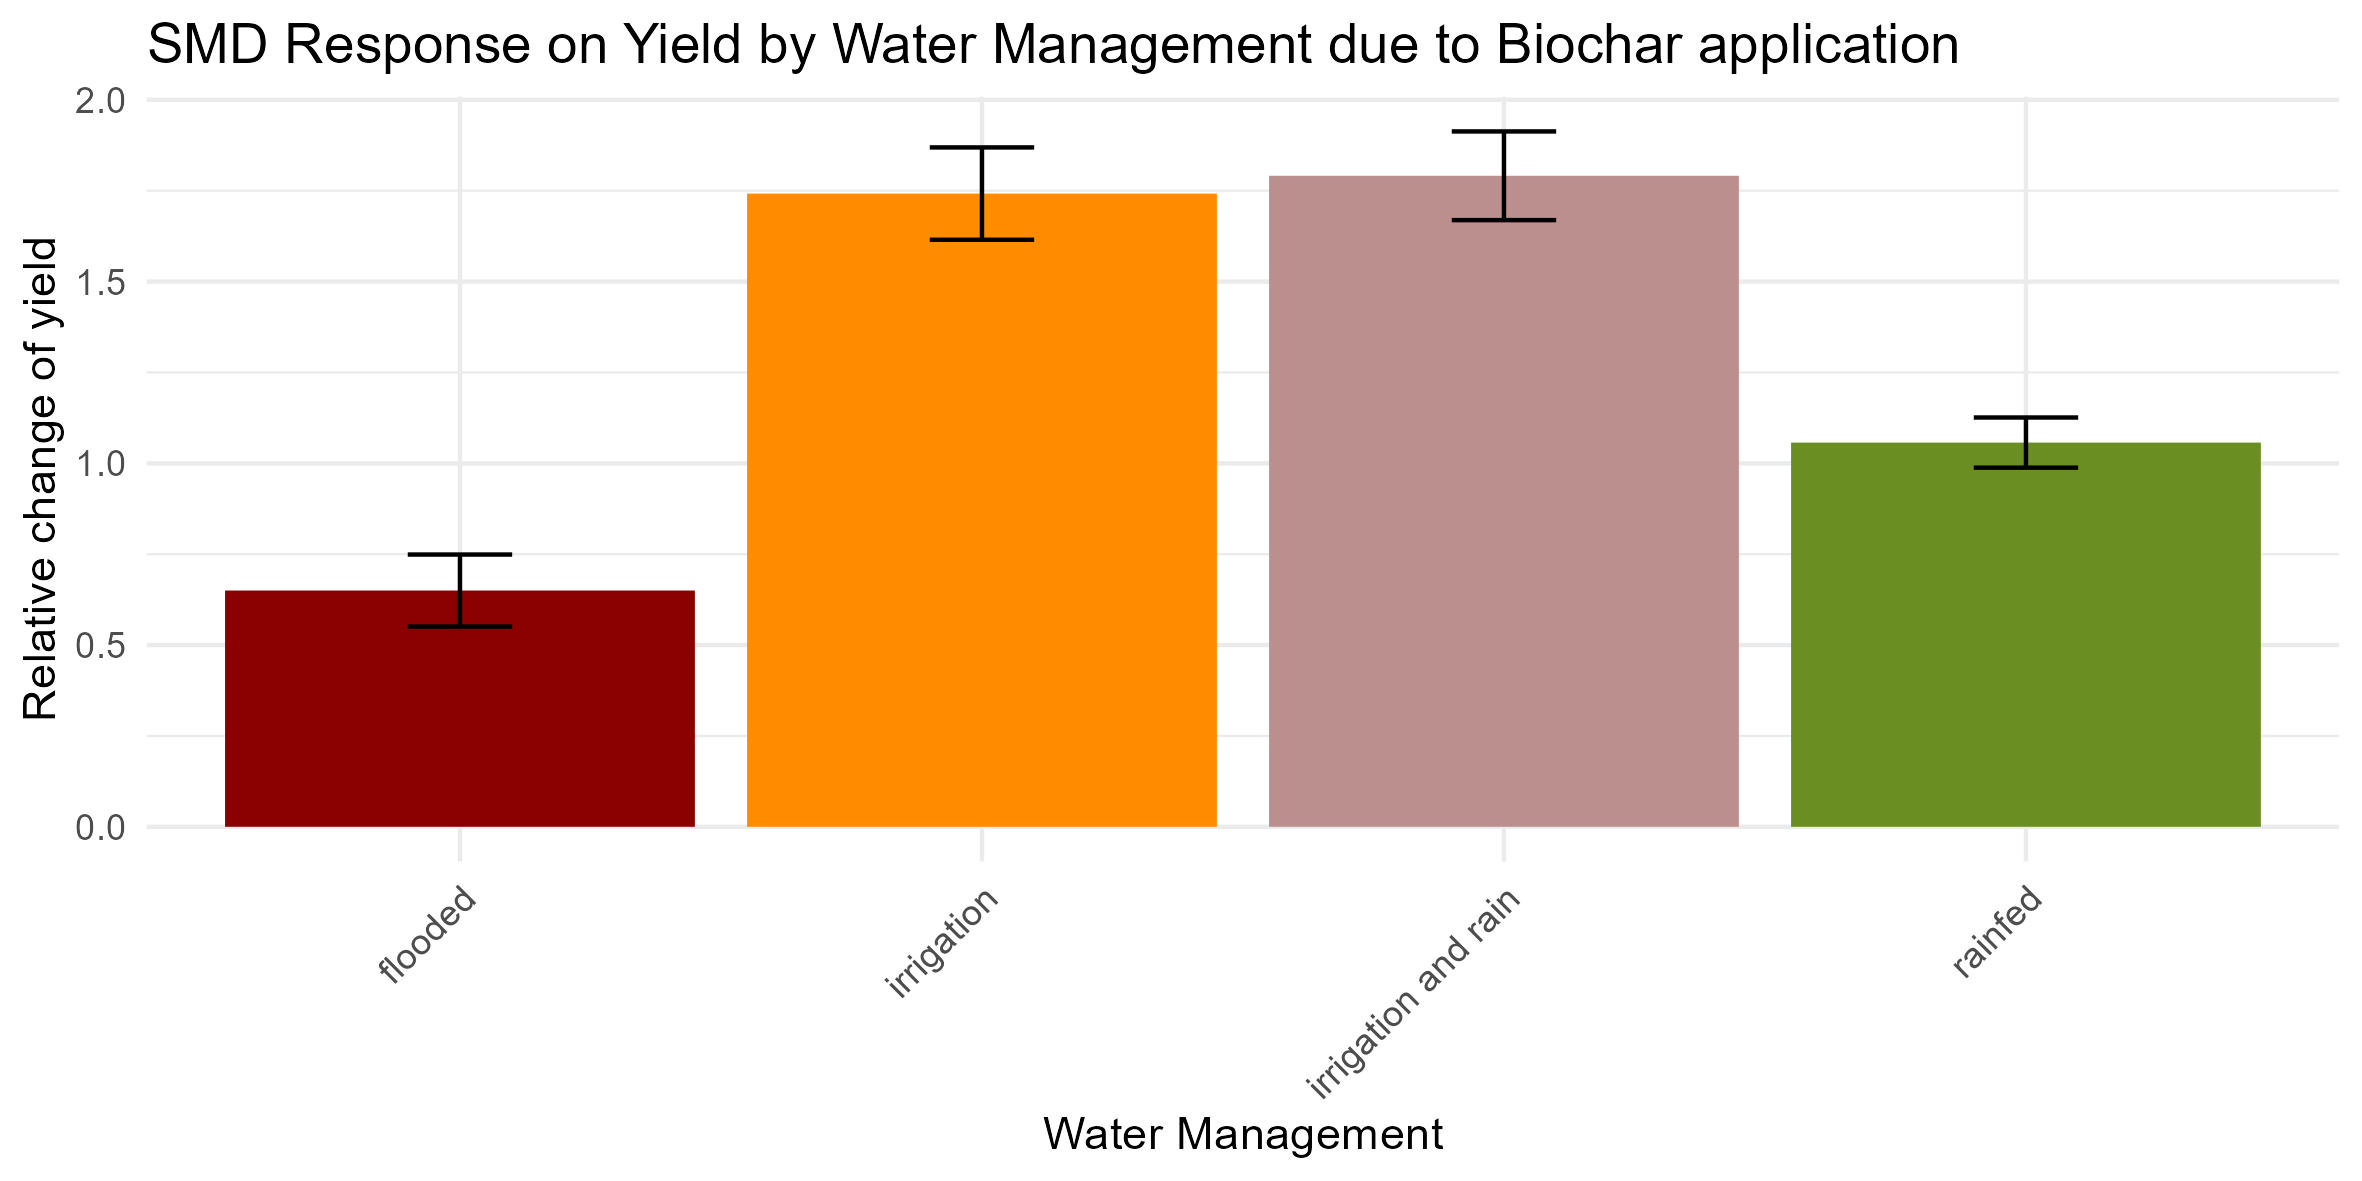 SMD Response on Yield by Water Management due to Biochar application
Relative change of yield
2.0
1.5
1.0
0.5
0.0
flooded
irrigation
irrigation and rain
rainfed
Water Management